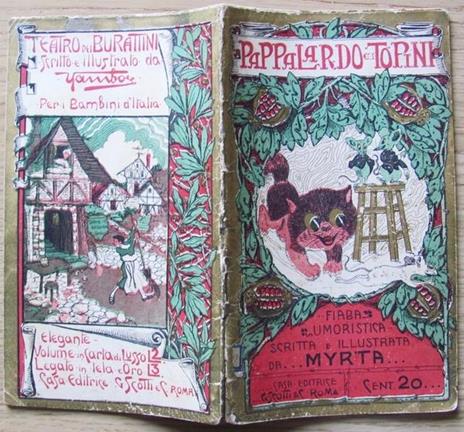 TEATRO DEI BURATTINI
Scritto e illustrato da
Yambo
Per i Bambini d'Italia
Elegante
Volume in Carta di Lusso L. 2
Legato in Tela e Oro L. 3
Casa Editrice G. Scotti e C. ROMA
PAPPALARDO e i TOPINI
FIABA
UMORISTICA
SCRITTA E ILLUSTRATA
DA... MYRTA...
CASA EDITRICE
G. SCOTTI & C. ROMA
CENT. 20...